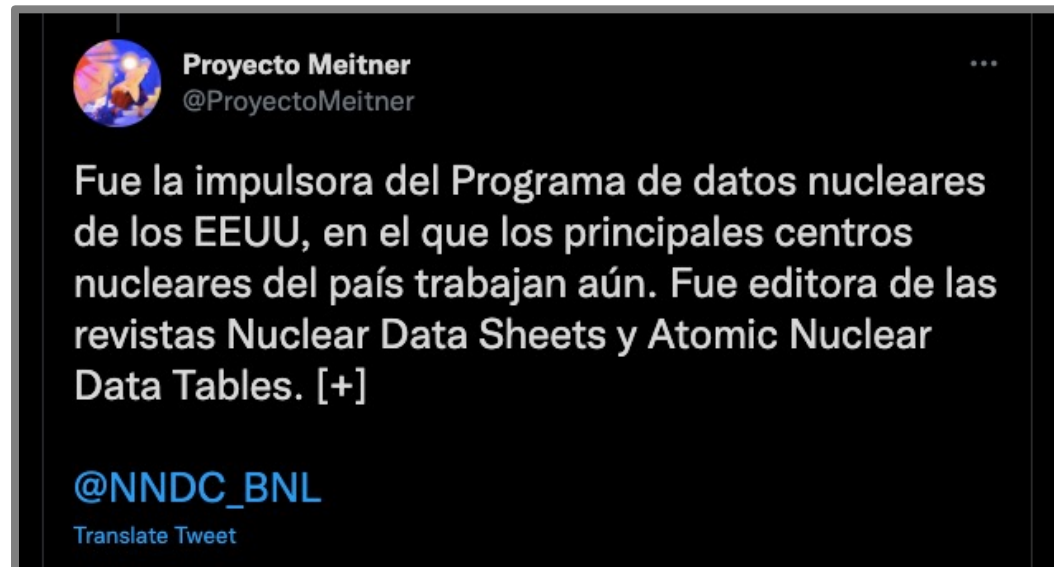 Proyecto Meitner
@ProyectoMeitner
Fue la impulsora del Programa de datos nucleares
de los EEUU, en el que los principales centros
nucleares del país trabajan aún. Fue editora de las
revistas Nuclear Data Sheets y Atomic Nuclear
Data Tables. [+]
@NNDC_BNL
Translate Tweet